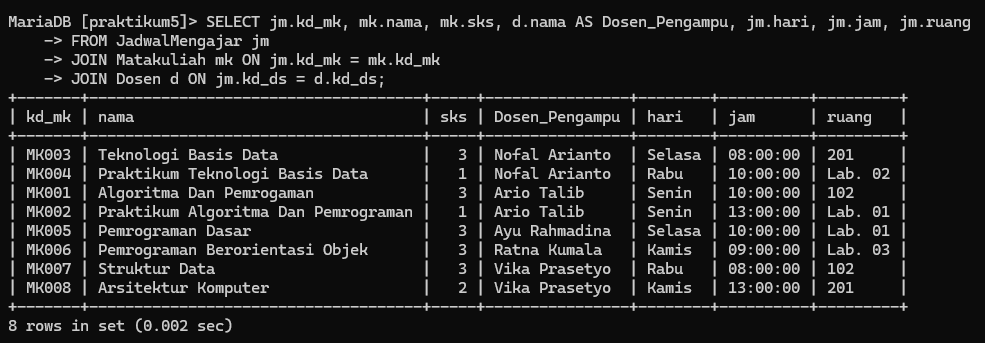 MariaDB [praktikum5]> SELECT jm.kd_mk, mk.nama, mk.sks, d.nama AS Dosen_Pengampu, jm.hari, jm.jam, jm.ruang
    -> FROM JadwalMengajar jm
    -> JOIN Matakuliah mk ON jm.kd_mk = mk.kd_mk
    -> JOIN Dosen d ON jm.kd_ds = d.kd_ds;
+-------+------------------------------------+-----+----------------+--------+----------+---------+
| kd_mk | nama                               | sks | Dosen_Pengampu | hari   | jam      | ruang   |
+-------+------------------------------------+-----+----------------+--------+----------+---------+
| MK003 | Teknologi Basis Data               |   3 | Nofal Arianto  | Selasa | 08:00:00 | 201     |
| MK004 | Praktikum Teknologi Basis Data     |   1 | Nofal Arianto  | Rabu   | 10:00:00 | Lab. 02 |
| MK001 | Algoritma Dan Pemrogaman           |   3 | Ario Talib     | Senin  | 10:00:00 | 102     |
| MK002 | Praktikum Algoritma Dan Pemrograman |   1 | Ario Talib     | Senin  | 13:00:00 | Lab. 01 |
| MK005 | Pemrograman Dasar                  |   3 | Ayu Rahmadina  | Selasa | 10:00:00 | Lab. 01 |
| MK006 | Pemrograman Berorientasi Objek     |   3 | Ratna Kumala   | Kamis  | 09:00:00 | Lab. 03 |
| MK007 | Struktur Data                      |   3 | Vika Prasetyo  | Rabu   | 08:00:00 | 102     |
| MK008 | Arsitektur Komputer                |   2 | Vika Prasetyo  | Kamis  | 13:00:00 | 201     |
+-------+------------------------------------+-----+----------------+--------+----------+---------+
8 rows in set (0.002 sec)